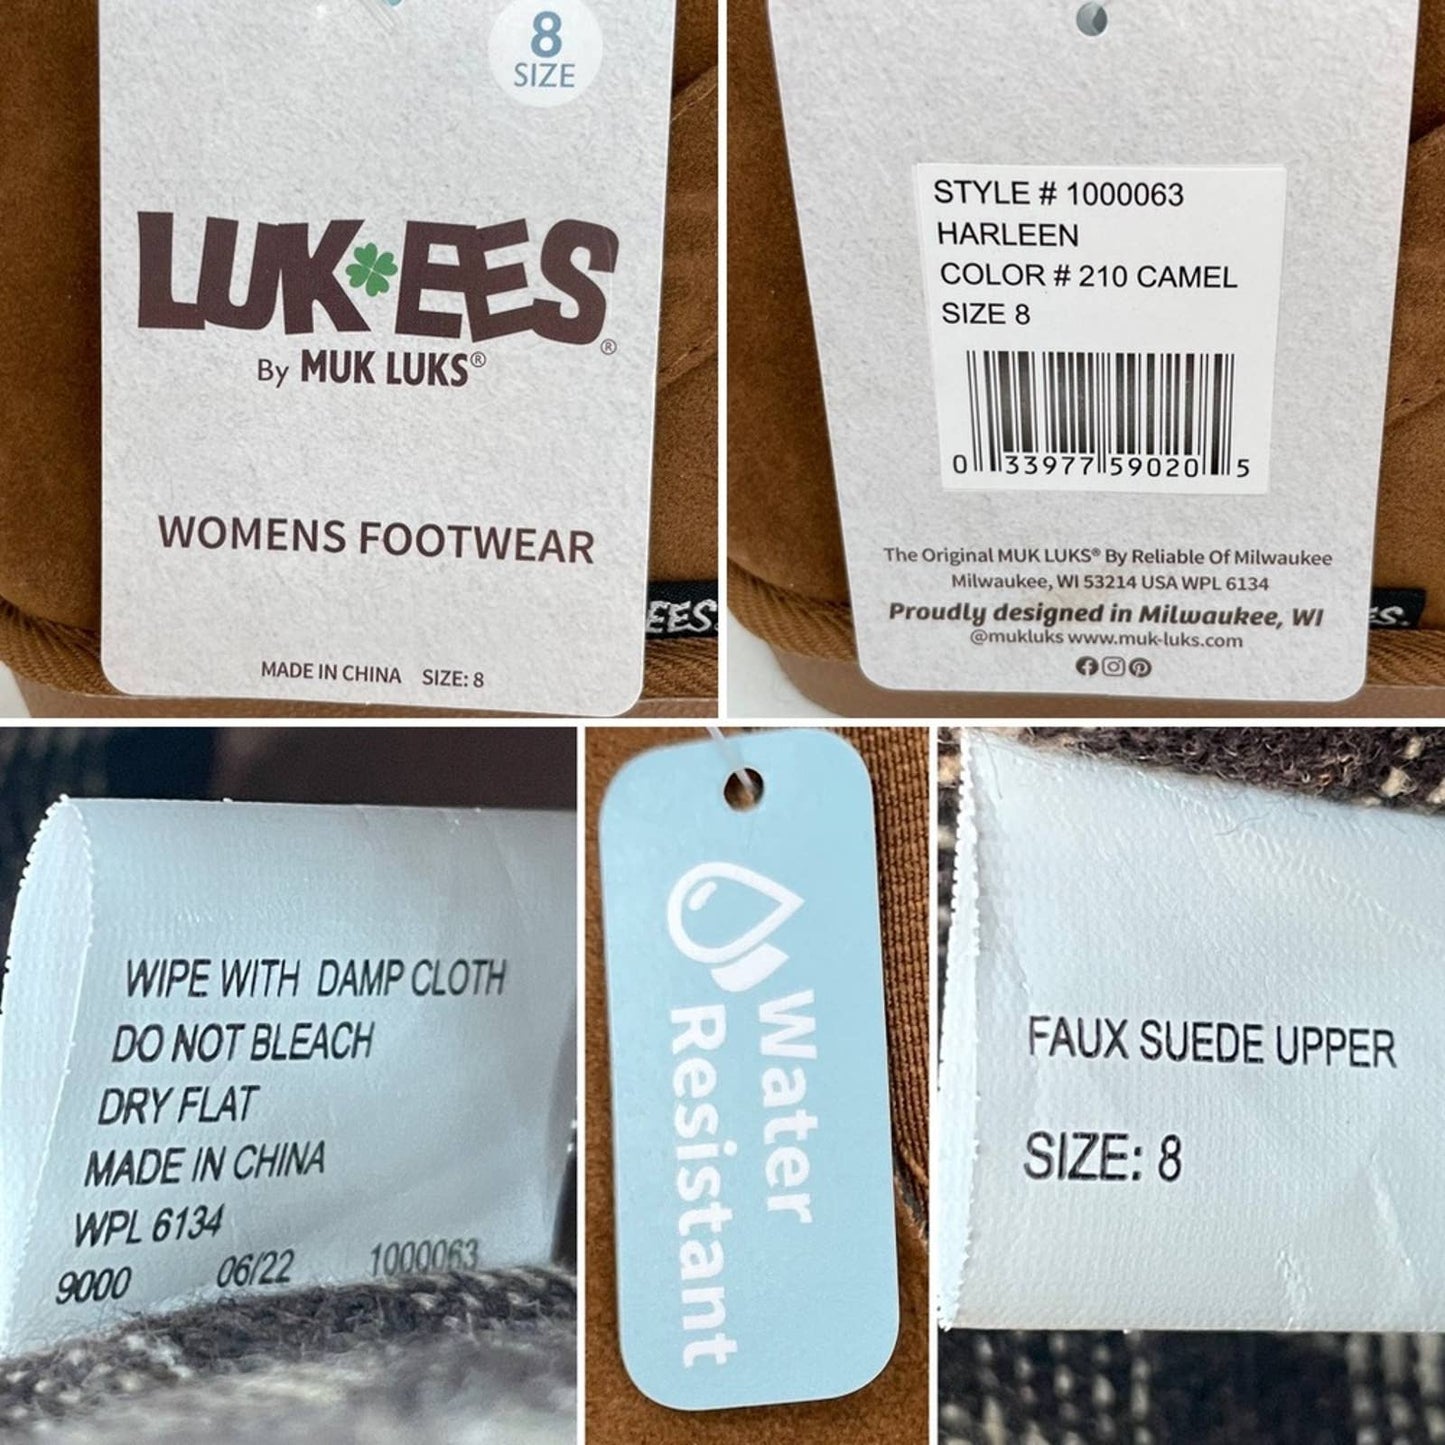 8
SIZE
LUK EES®
By MUK LUKS®
WOMENS FOOTWEAR
MADE IN CHINA SIZE: 8
EES.
STYLE # 1000063
HARLEEN
COLOR # 210 CAMEL
SIZE 8
0 33977 59020 5
The Original MUK LUKS® By Reliable Of Milwaukee
Milwaukee, WI 53214 USA WPL 6134
Proudly designed in Milwaukee, WI
@mukluks www.muk-luks.com
ES.
WIPE WITH DAMP CLOTH
DO NOT BLEACH
DRY FLAT
MADE IN CHINA
WPL 6134
9000 06/22 1000063
Water
Resistant
FAUX SUEDE UPPER
SIZE: 8